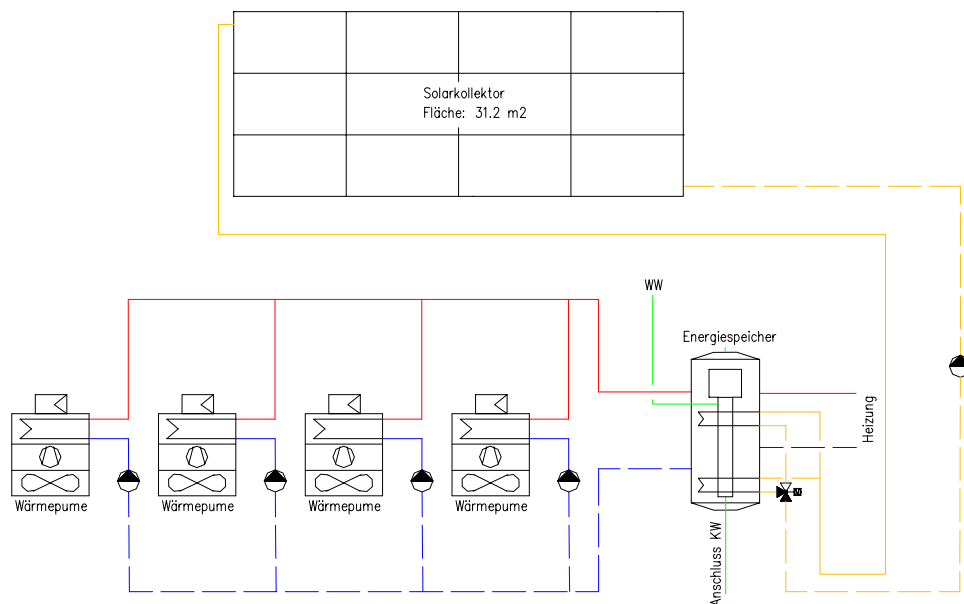 Solarkollektor
Fläche: 31.2 m2
WW
Energiespeicher
Heizung
Wärmepume
Wärmepume
Wärmepume
Wärmepume
Anschluss KW